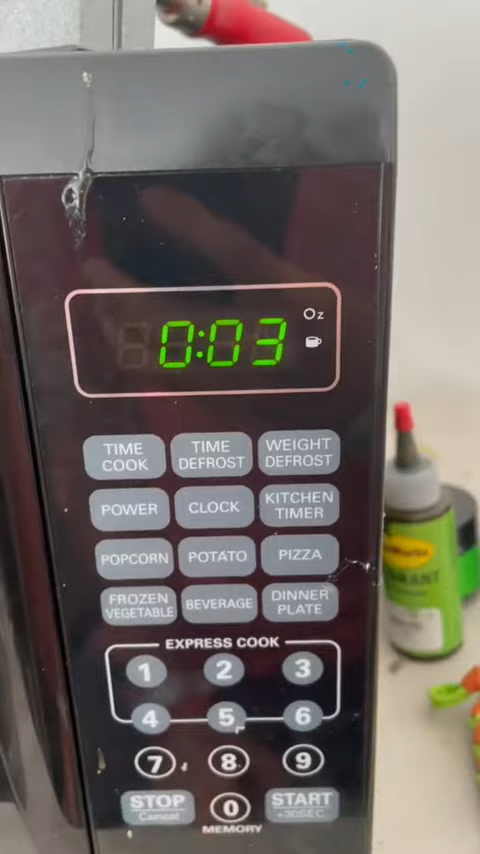 0:03
Oz
TIME
COOK
TIME
DEFROST
WEIGHT
DEFROST
POWER
CLOCK
KITCHEN
TIMER
POPCORN
POTATO
PIZZA
FROZEN
VEGETABLE
BEVERAGE
DINNER
PLATE
EXPRESS COOK
1
2
3
4
5
6
7
8
9
STOP
Cancel
0
MEMORY
START
+30SEC